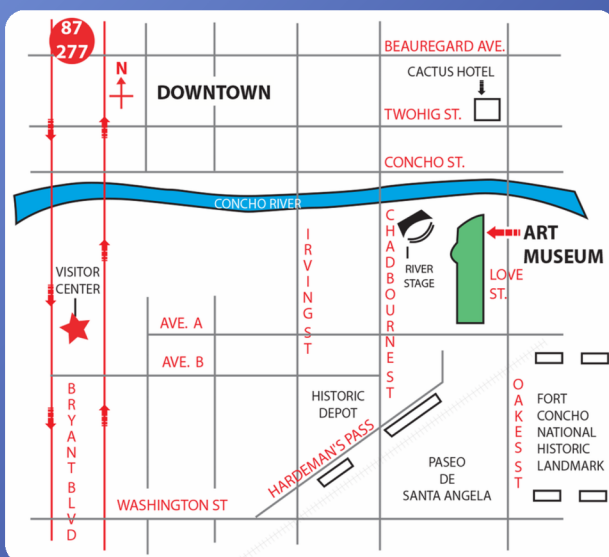 87
277
N
DOWNTOWN
BEAUREGARD AVE.
CACTUS HOTEL
TWOHIG ST.
CONCHO ST.
CONCHO RIVER
IRVING ST
CHADBOURNE ST
RIVER
STAGE
ART
MUSEUM
LOVE
ST.
VISITOR
CENTER
AVE. A
AVE. B
BRYANT BLVD
HISTORIC
DEPOT
HARDEMAN'S PASS
OAKES ST
FORT
CONCHO
NATIONAL
HISTORIC
LANDMARK
PASEO
DE
SANTA ANGELA
WASHINGTON ST